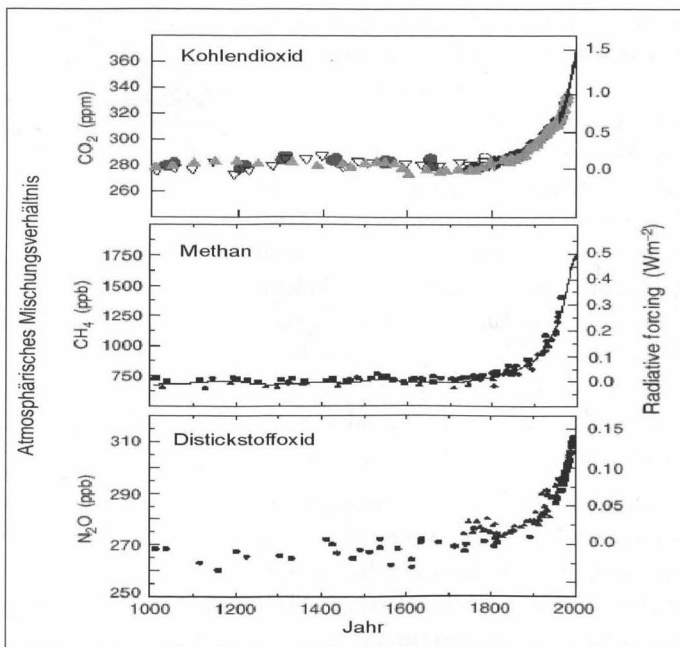 Atmosphärisches Mischungsverhältnis
Kohlendioxid
CO2 (ppm)
360
340
320
300
280
260
1.5
1.0
0.5
0.0
Methan
CH4 (ppb)
1750
1500
1250
1000
750
0.5
0.4
0.3
0.2
0.1
0.0
Distickstoffoxid
N2O (ppb)
310
290
270
250
0.15
0.10
0.05
0.0
Radiative forcing (Wm−2)
1000 1200 1400 1600 1800 2000
Jahr